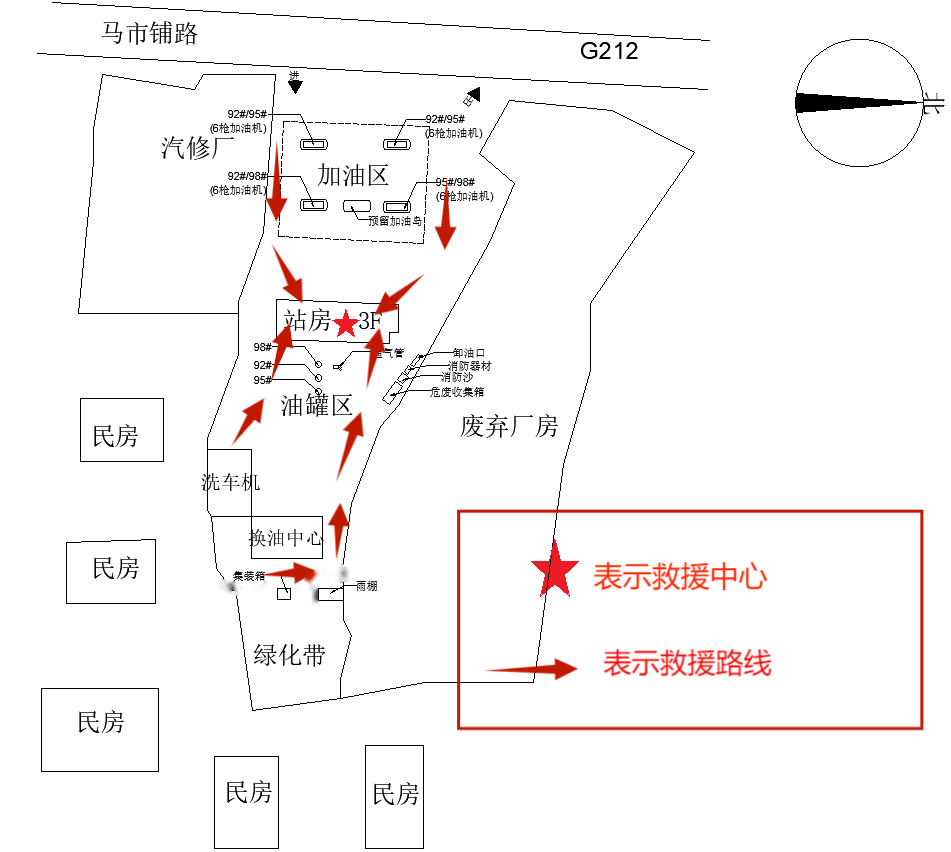 马市铺路
G212
进
北
出
92#/95#
(6枪加油机)
92#/95#
(6枪加油机)
汽修厂
加油区
92#/98#
(6枪加油机)
95#/98#
(6枪加油机)
预留加油岛
站房 3F
98#
92#
95#
通气管
卸油口
消防器材
消防沙
危废收集箱
油罐区
废弃厂房
民房
洗车机
换油中心
民房
集装箱
雨棚
绿化带
民房
民房
民房
表示救援中心
表示救援路线